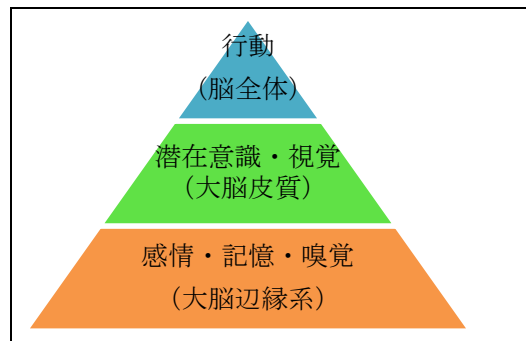 行動
(脳全体)
潜在意識・視覚
(大脳皮質)
感情・記憶・嗅覚
(大脳辺縁系)